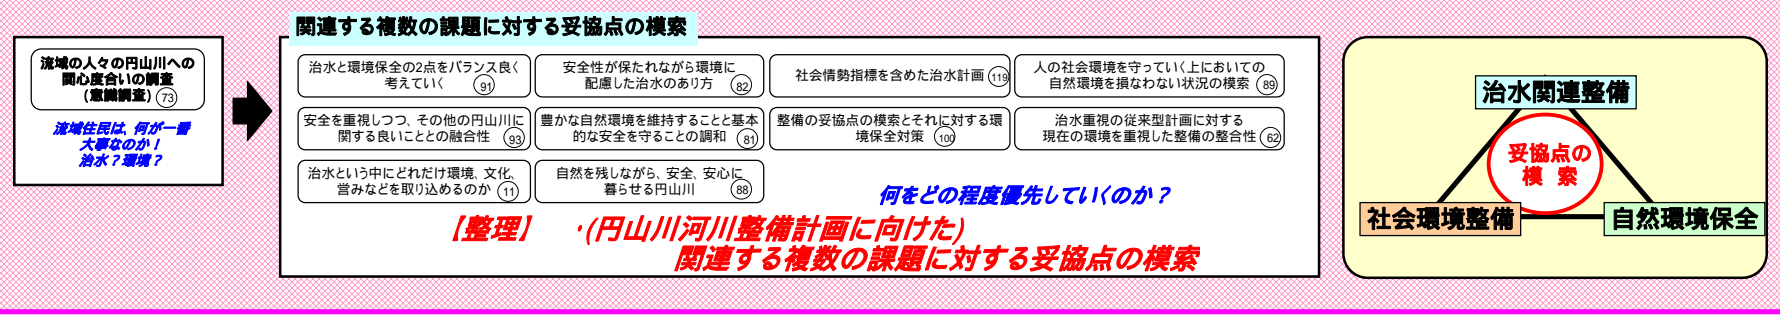 関連する複数の課題に対する妥協点の模索
流域の人々の円山川への
関心度合いの調査
(意識調査) 73
流域住民は、何が一番
大事なのか!
治水?環境?
治水と環境保全の2点をバランス良く
考えていく 91
安全性が保たれながら環境に
配慮した治水のあり方 82
社会情勢指標を含めた治水計画 119
人の社会環境を守っていく上においての
自然環境を損なわない状況の模索 89
安全を重視しつつ、その他の円山川に
関する良いこととの融合性 93
豊かな自然環境を維持することと基本
的な安全を守ることの調和 81
整備の妥協点の模索とそれに対する環
境保全対策 100
治水重視の従来型計画に対する
現在の環境を重視した整備の整合性 62
治水という中にどれだけ環境、文化、
営みなどを取り込めるのか 11
自然を残しながら、安全、安心に
暮らせる円山川 88
何をどの程度優先していくのか?
【整理】 ・(円山川河川整備計画に向けた)
関連する複数の課題に対する妥協点の模索
治水関連整備
妥協点の
模 索
社会環境整備
自然環境保全